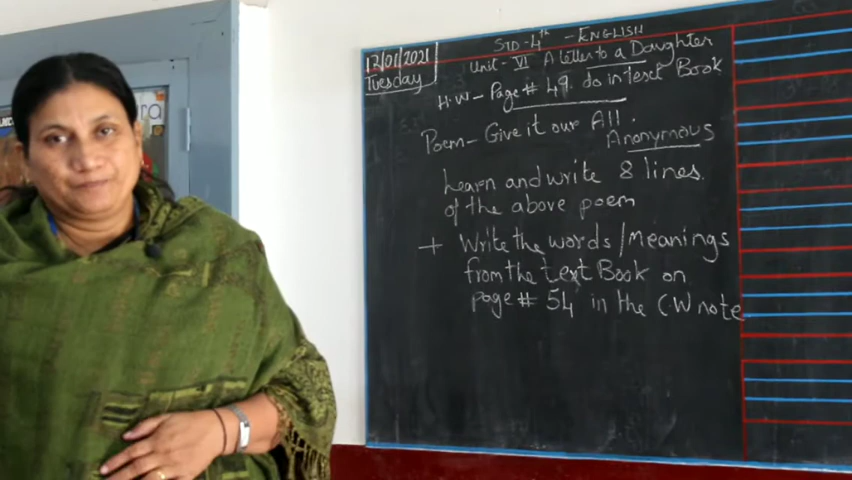 12/01/2021
Tuesday
STD-4th -ENGLISH
Unit-VI A letter to a Daughter
H.W-Page # 49. do in text Book
Poem-Give it our All.
Anonymous
Learn and write 8 lines.
of the above poem
+ Write the words/Meanings
from the text Book on
page # 54 in the C.W note